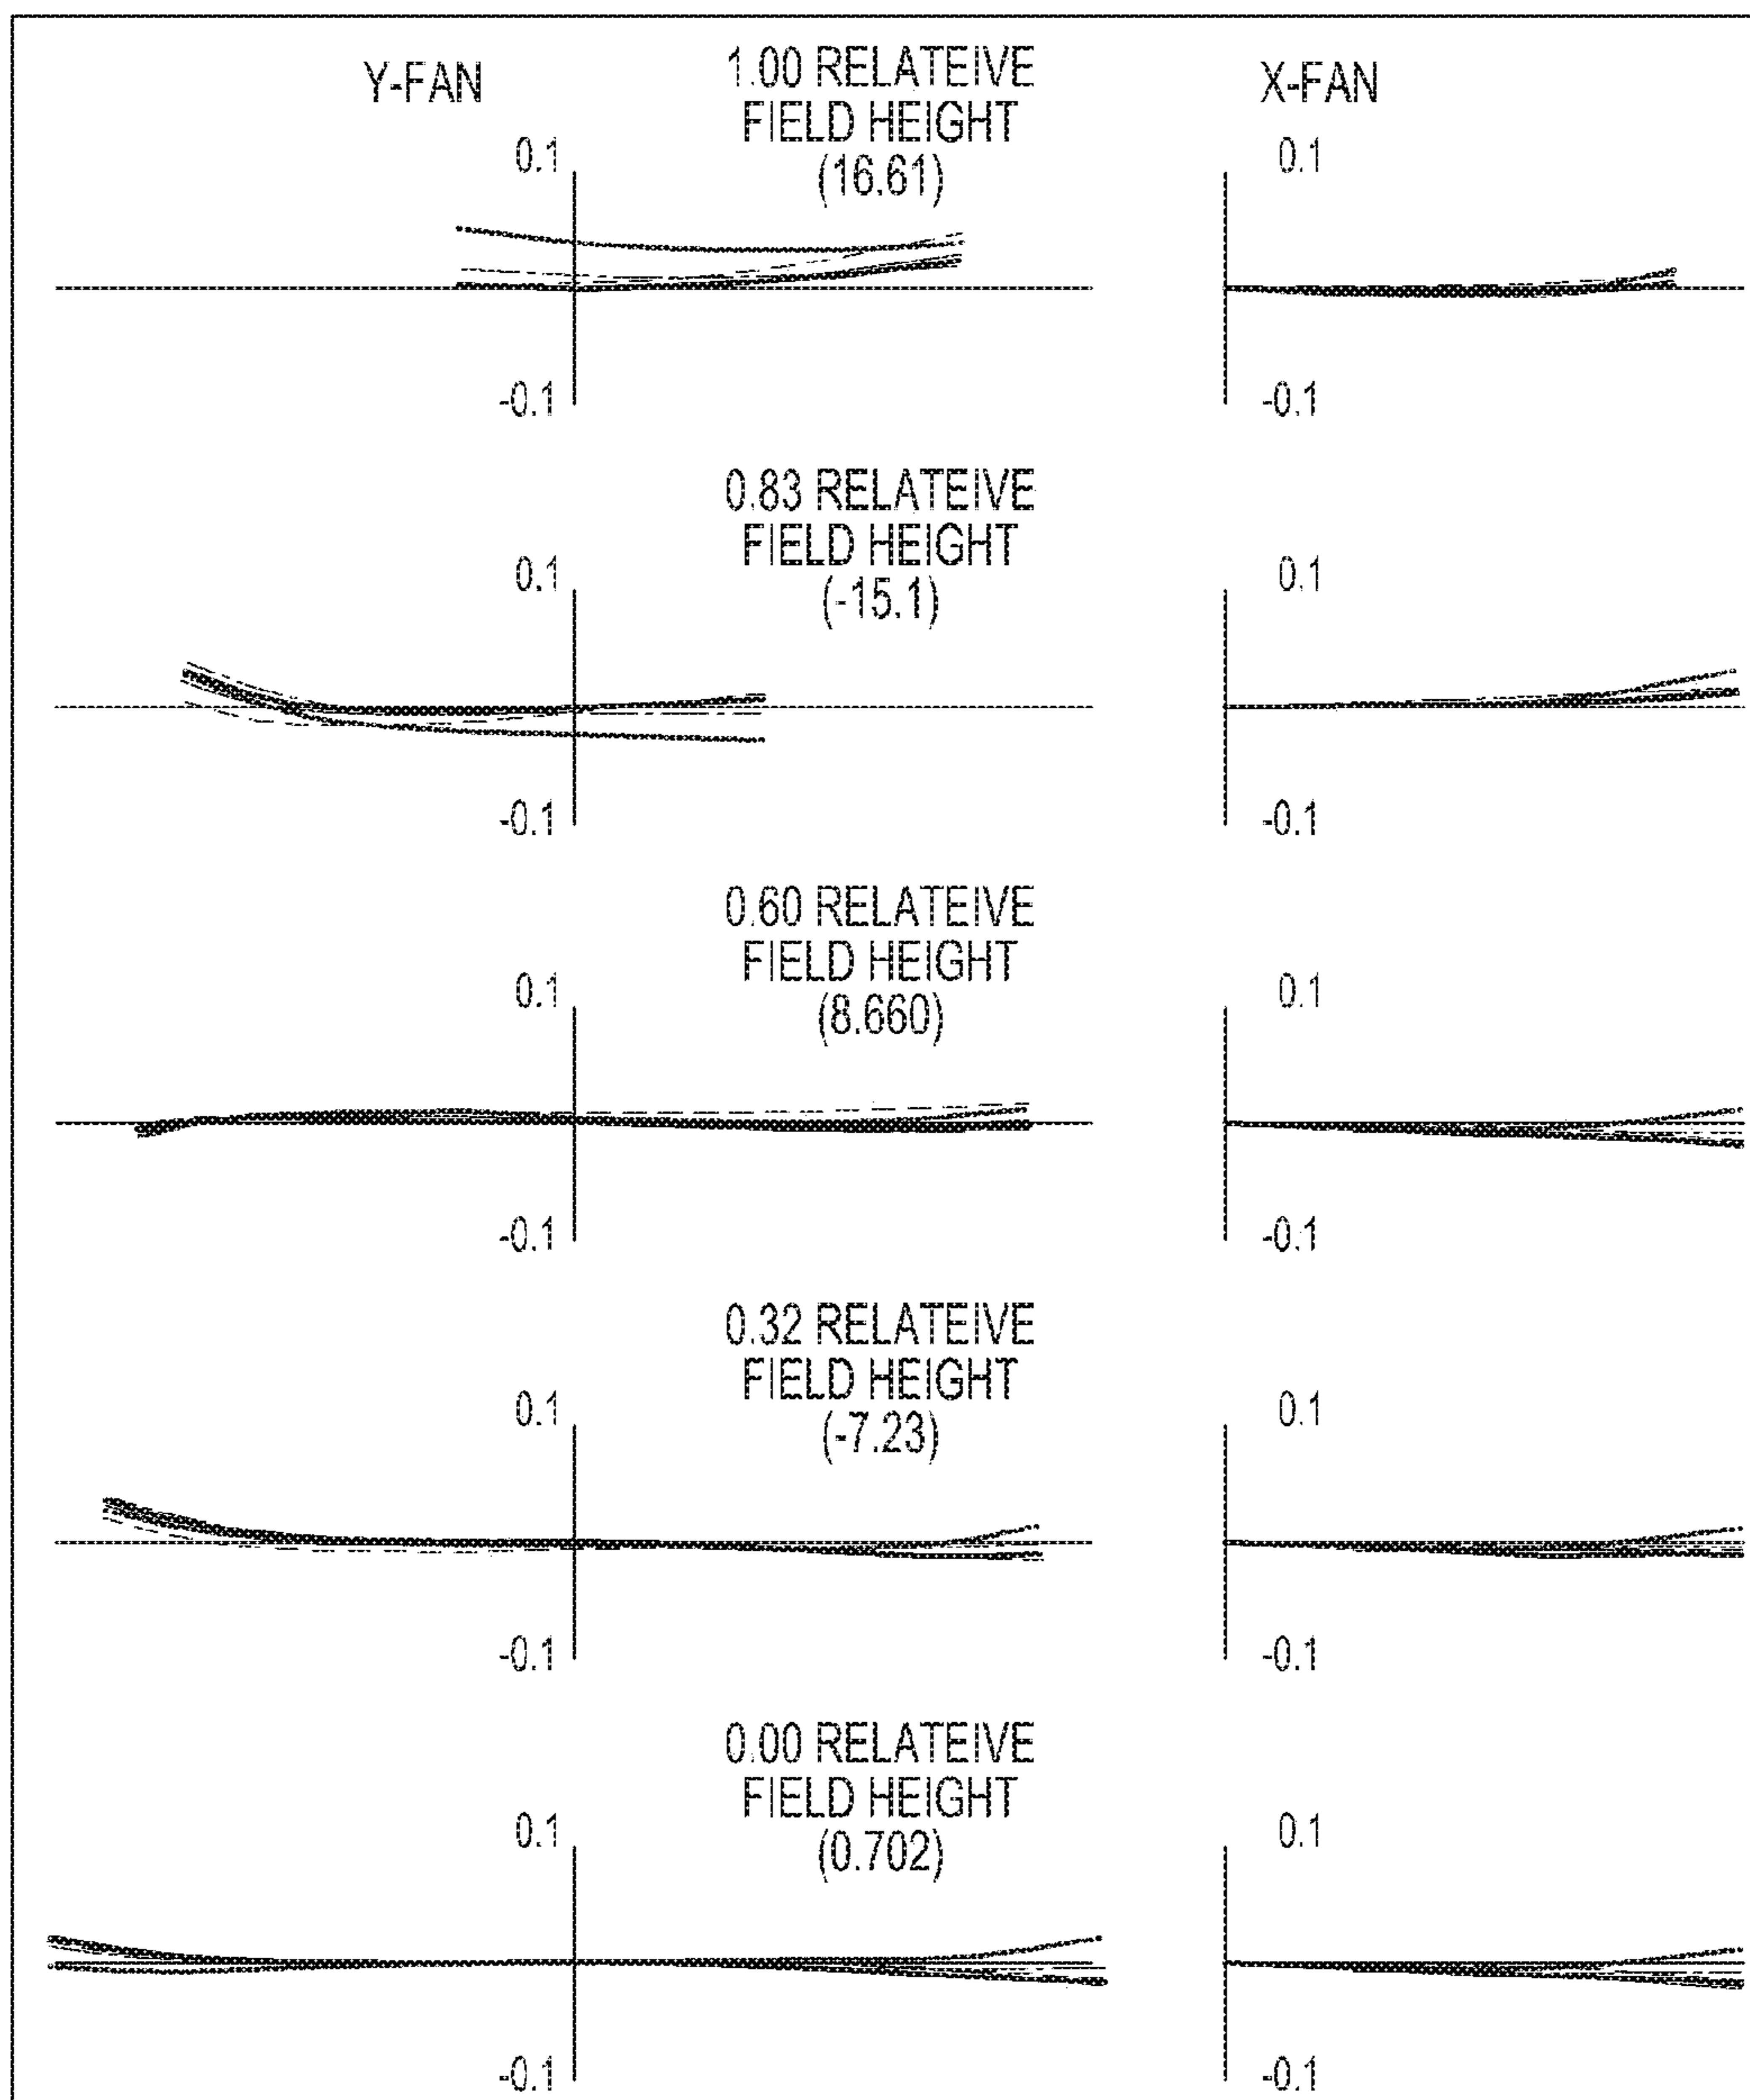 Y-FAN
1.00 RELATEIVE
FIELD HEIGHT
(16.61)
X-FAN
0.1
0.1
-0.1
-0.1
0.83 RELATEIVE
FIELD HEIGHT
(-15.1)
0.1
0.1
-0.1
-0.1
0.60 RELATEIVE
FIELD HEIGHT
(8.660)
0.1
0.1
-0.1
-0.1
0.32 RELATEIVE
FIELD HEIGHT
(-7.23)
0.1
0.1
-0.1
-0.1
0.00 RELATEIVE
FIELD HEIGHT
(0.702)
0.1
0.1
-0.1
-0.1